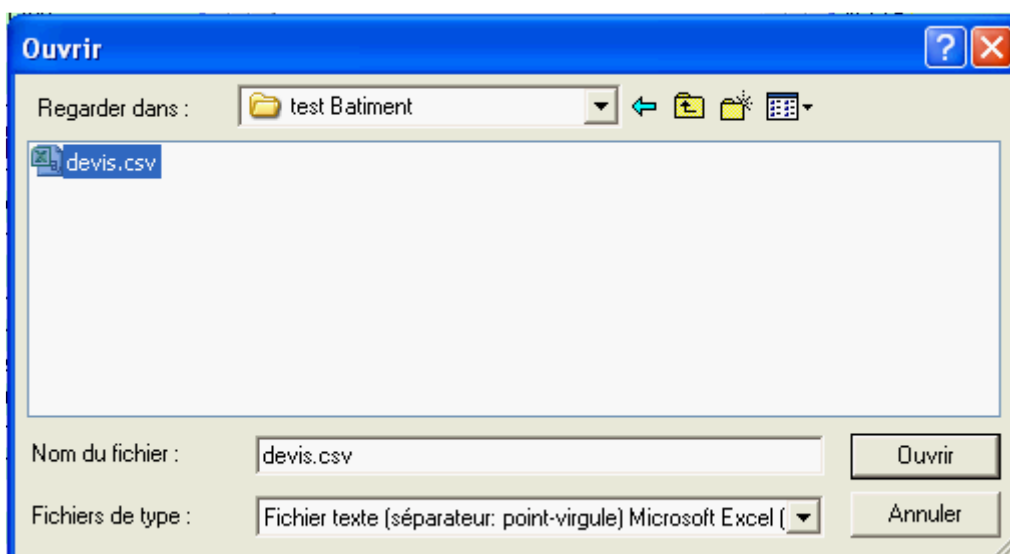 Ouvrir
Regarder dans :
test Batiment
devis.csv
Nom du fichier :
devis.csv
Ouvrir
Fichiers de type :
Fichier texte (séparateur: point-virgule) Microsoft Excel (
Annuler